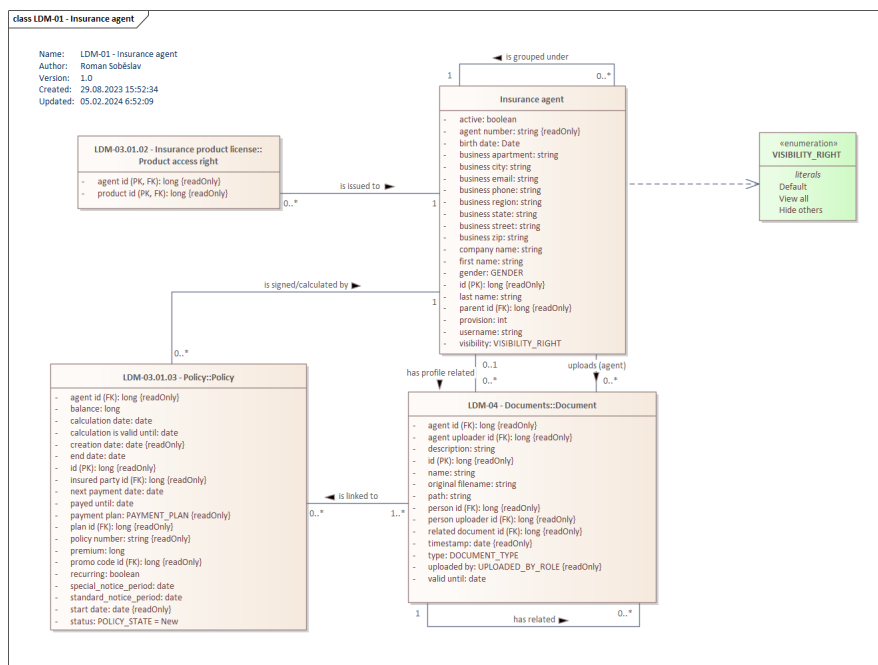 class LDM-01 - Insurance agent
Name: LDM-01 - Insurance agent
Author: Roman Soběslav
Version: 1.0
Created: 29.08.2023 15:52:34
Updated: 05.02.2024 6:52:09
is grouped under
1
0..*
Insurance agent
- active: boolean
- agent number: string {readOnly}
- birth date: Date
- business apartment: string
- business city: string
- business email: string
- business phone: string
- business region: string
- business state: string
- business street: string
- business zip: string
- company name: string
- first name: string
- gender: GENDER
- id (PK): long {readOnly}
- last name: string
- parent id (FK): long {readOnly}
- provision: int
- username: string
- visibility: VISIBILITY_RIGHT
LDM-03.01.02 - Insurance product license::
Product access right
- agent id (PK, FK): long {readOnly}
- product id (PK, FK): long {readOnly}
is issued to
0..*
1
«enumeration»
VISIBILITY_RIGHT
literals
Default
View all
Hide others
is signed/calculated by
1
0..*
0..1
has profile related
0..*
uploads (agent)
0..*
LDM-03.01.03 - Policy::Policy
- agent id (FK): long {readOnly}
- balance: long
- calculation date: date
- calculation is valid until: date
- creation date: date {readOnly}
- end date: date
- id (PK): long {readOnly}
- insured party id (FK): long {readOnly}
- next payment date: date
- payed until: date
- payment plan: PAYMENT_PLAN {readOnly}
- plan id (FK): long {readOnly}
- policy number: string {readOnly}
- premium: long
- promo code id (FK): long {readOnly}
- recurring: boolean
- special_notice_period: date
- standard_notice_period: date
- start date: date {readOnly}
- status: POLICY_STATE = New
is linked to
0..*
1..*
LDM-04 - Documents::Document
- agent id (FK): long {readOnly}
- agent uploader id (FK): long {readOnly}
- description: string
- id (PK): long {readOnly}
- name: string
- original filename: string
- path: string
- person id (FK): long {readOnly}
- person uploader id (FK): long {readOnly}
- related document id (FK): long {readOnly}
- timestamp: date {readOnly}
- type: DOCUMENT_TYPE
- uploaded by: UPLOADED_BY_ROLE {readOnly}
- valid until: date
1
0..*
has related